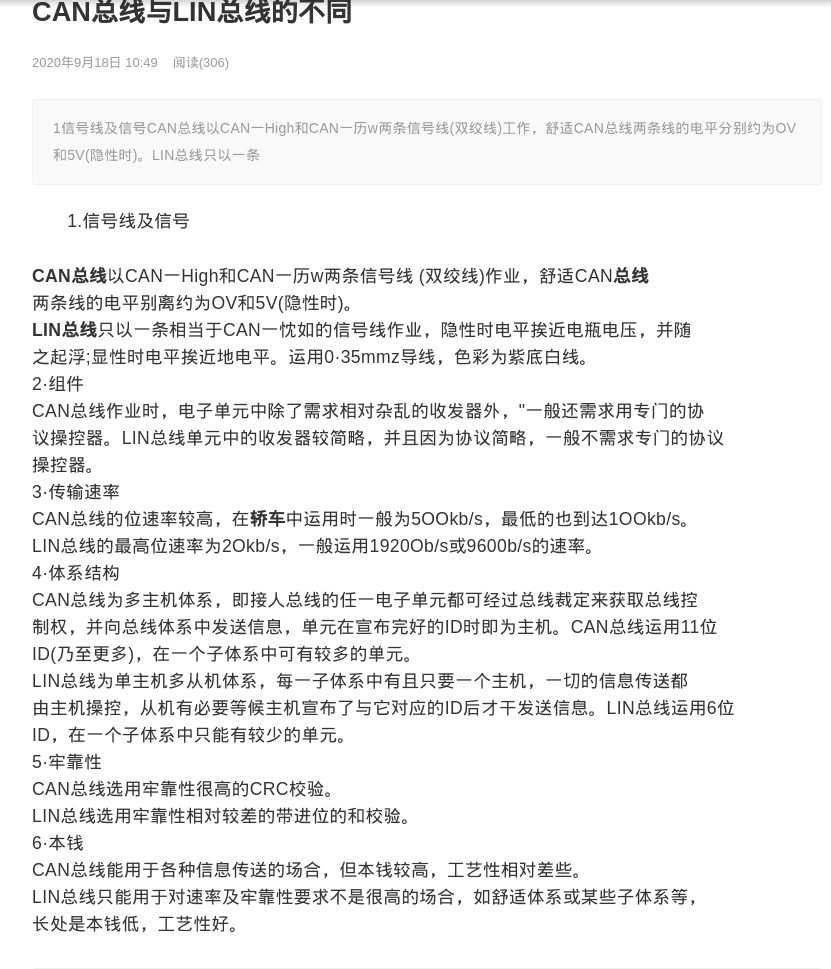 CAN总线与LIN总线的不同
2020年9月18日 10:49 阅读(306)
1信号线及信号CAN总线以CAN一High和CAN一历w两条信号线(双绞线)工作，舒适CAN总线两条线的电平分别约为OV
和5V(隐性时)。LIN总线只以一条
1.信号线及信号
CAN总线以CAN一High和CAN一历w两条信号线 (双绞线)作业，舒适CAN总线
两条线的电平别离约为OV和5V(隐性时)。
LIN总线只以一条相当于CAN一忱如的信号线作业，隐性时电平挨近电瓶电压，并随
之起浮;显性时电平挨近地电平。运用0·35mmz导线，色彩为紫底白线。
2·组件
CAN总线作业时，电子单元中除了需求相对杂乱的收发器外，"一般还需求用专门的协
议操控器。LIN总线单元中的收发器较简略，并且因为协议简略，一般不需求专门的协议
操控器。
3·传输速率
CAN总线的位速率较高，在轿车中运用时一般为5OOkb/s，最低的也到达1OOkb/s。
LIN总线的最高位速率为2Okb/s，一般运用1920Ob/s或9600b/s的速率。
4·体系结构
CAN总线为多主机体系，即接人总线的任一电子单元都可经过总线裁定来获取总线控
制权，并向总线体系中发送信息，单元在宣布完好的ID时即为主机。CAN总线运用11位
ID(乃至更多)，在一个子体系中可有较多的单元。
LIN总线为单主机多从机体系，每一子体系中有且只要一个主机，一切的信息传送都
由主机操控，从机有必要等候主机宣布了与它对应的ID后才干发送信息。LIN总线运用6位
ID，在一个子体系中只能有较少的单元。
5·牢靠性
CAN总线选用牢靠性很高的CRC校验。
LIN总线选用牢靠性相对较差的带进位的和校验。
6·本钱
CAN总线能用于各种信息传送的场合，但本钱较高，工艺性相对差些。
LIN总线只能用于对速率及牢靠性要求不是很高的场合，如舒适体系或某些子体系等，
长处是本钱低，工艺性好。